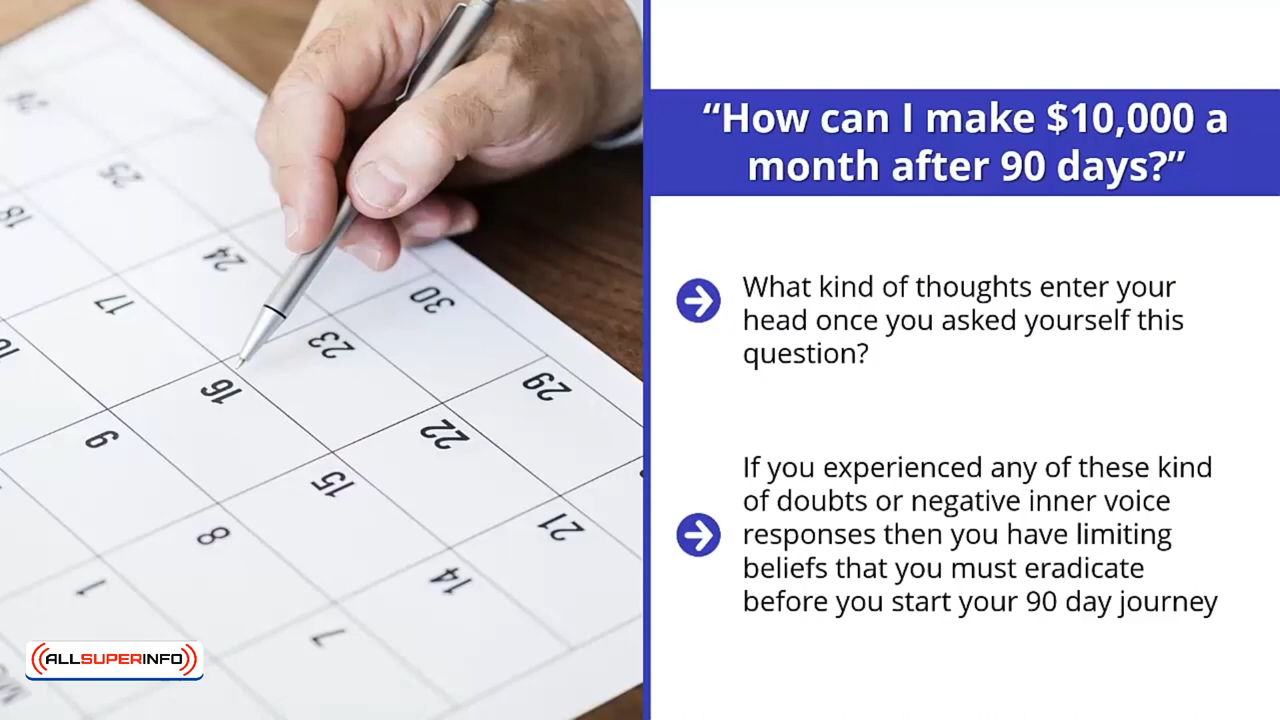 “How can I make $10,000 a
month after 90 days?”
What kind of thoughts enter your
head once you asked yourself this
question?
If you experienced any of these kind
of doubts or negative inner voice
responses then you have limiting
beliefs that you must eradicate
before you start your 90 day journey
25
18
24
30
17
23
16
29
9
22
15
8
21
1
14
7
((ALLSUPERINFO))